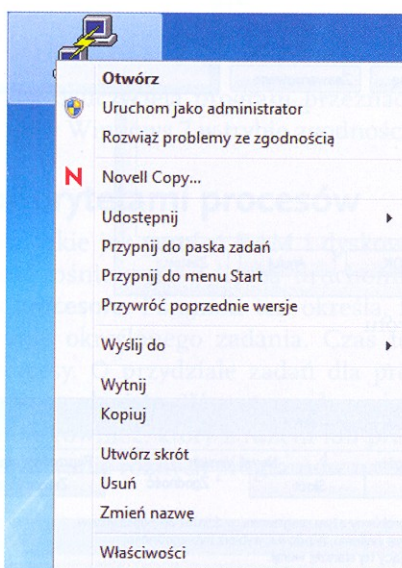 Otwórz
Uruchom jako administrator
Rozwiąż problemy ze zgodnością
Novell Copy...
Udostępnij
Przypnij do paska zadań
Przypnij do menu Start
Przywróć poprzednie wersje
Wyślij do
Wytnij
Kopiuj
Utwórz skrót
Usuń
Zmień nazwę
Właściwości